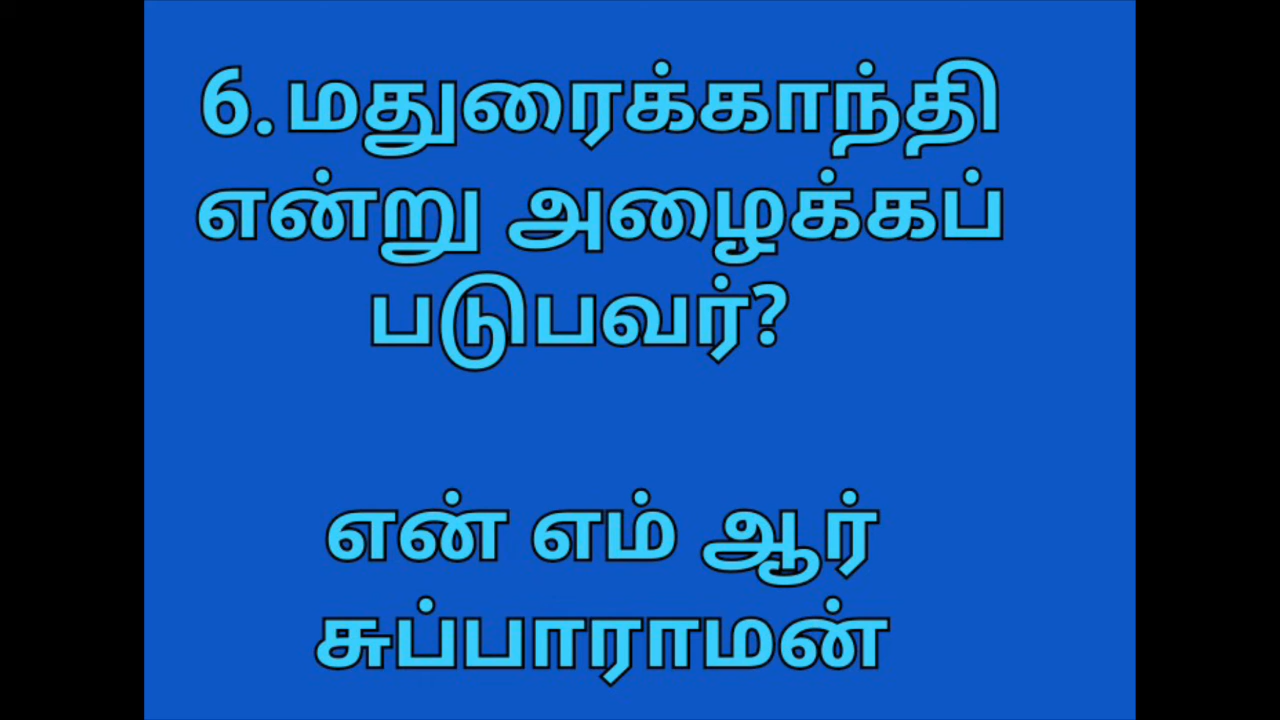 6.மதுரைக்காந்தி
என்று அழைக்கப்
படுபவர்?
என் எம் ஆர்
சுப்பாராமன்